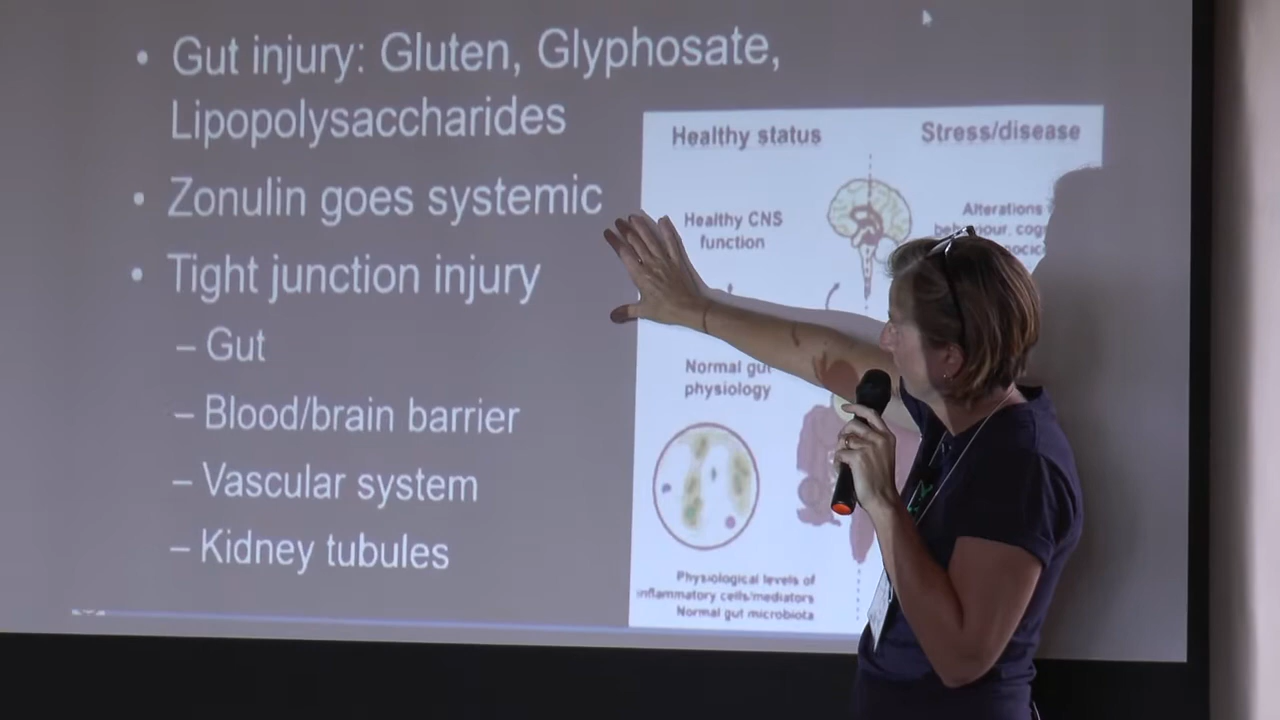 • Gut injury: Gluten, Glyphosate,
Lipopolysaccharides
• Zonulin goes systemic
• Tight junction injury
– Gut
– Blood/brain barrier
– Vascular system
– Kidney tubules
Healthy status
Stress/disease
Healthy CNS
function
Alterations
Normal gut
physiology
Physiological levels of
inflammatory cells/mediators
Normal gut microbiota